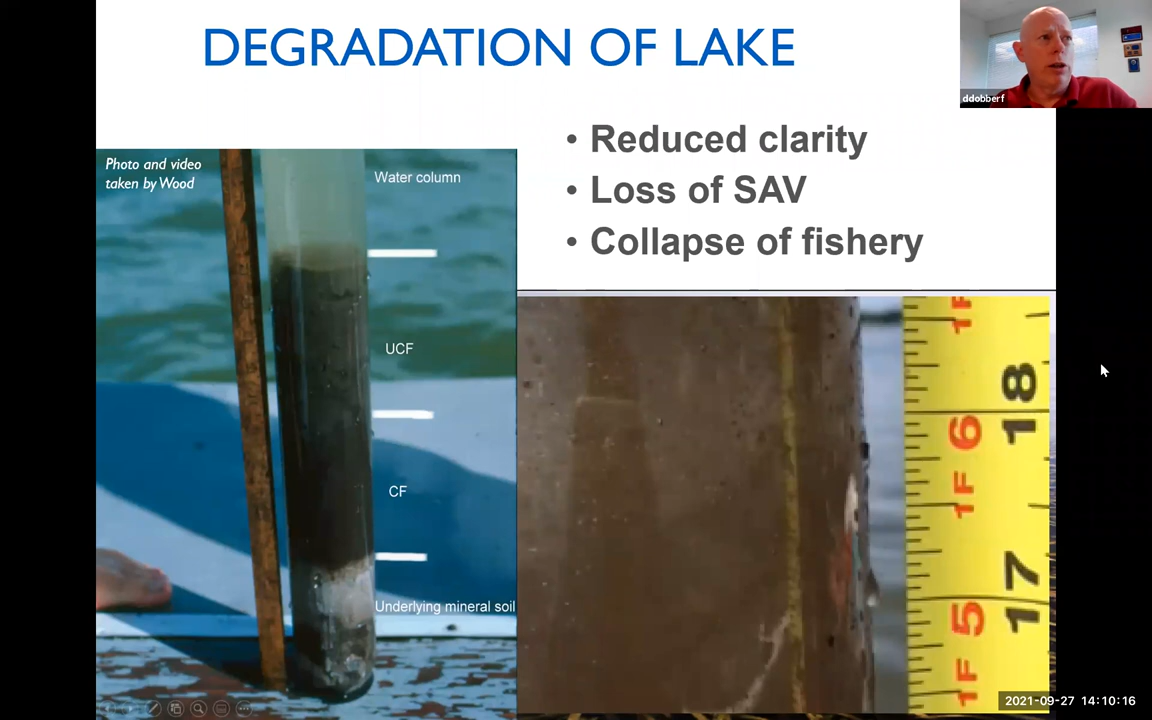 DEGRADATION OF LAKE
ddobberf
• Reduced clarity
• Loss of SAV
• Collapse of fishery
Photo and video
taken by Wood
Water column
UCF
CF
Underlying mineral soil
1F
18
1F 6
17
1F 5
2021-09-27 14:10:16